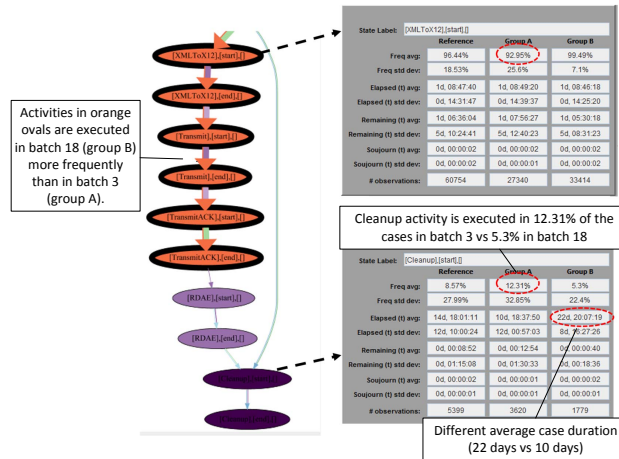 [XMLToX12],[start],[]
[XMLToX12],[end],[]
[Transmit],[start],[]
[Transmit],[end],[]
[TransmitACK],[start],[]
[TransmitACK],[end],[]
[RDAE],[start],[]
[RDAE],[end],[]
[Cleanup],[start],[]
[Cleanup],[end],[]
Activities in orange
ovals are executed
in batch 18 (group B)
more frequently
than in batch 3
(group A).
State Label: [XMLToX12],[start],[]
Reference Group A Group B
Freq avg: 96.44% 92.95% 99.49%
Freq std dev: 18.53% 25.6% 7.1%
Elapsed (t) avg: 1d, 08:47:40 1d, 08:49:20 1d, 08:46:18
Elapsed (t) std dev: 0d, 14:31:47 0d, 14:39:37 0d, 14:25:20
Remaining (t) avg: 1d, 06:36:04 1d, 07:56:27 1d, 05:30:18
Remaining (t) std dev: 5d, 10:24:41 5d, 12:40:23 5d, 08:31:23
Soujourn (t) avg: 0d, 00:00:02 0d, 00:00:02 0d, 00:00:02
Soujourn (t) std dev: 0d, 00:00:02 0d, 00:00:01 0d, 00:00:02
# observations: 60754 27340 33414
Cleanup activity is executed in 12.31% of the
cases in batch 3 vs 5.3% in batch 18
State Label: [Cleanup],[start],[]
Reference Group A Group B
Freq avg: 8.57% 12.31% 5.3%
Freq std dev: 27.99% 32.85% 22.4%
Elapsed (t) avg: 14d, 18:01:11 10d, 18:37:50 22d, 20:07:19
Elapsed (t) std dev: 12d, 10:00:24 12d, 00:57:03 8d, 15:27:26
Remaining (t) avg: 0d, 00:08:52 0d, 00:12:54 0d, 00:00:40
Remaining (t) std dev: 0d, 01:15:08 0d, 01:30:33 0d, 00:18:36
Soujourn (t) avg: 0d, 00:00:02 0d, 00:00:01 0d, 00:00:02
Soujourn (t) std dev: 0d, 00:00:01 0d, 00:00:01 0d, 00:00:01
# observations: 5399 3620 1779
Different average case duration
(22 days vs 10 days)